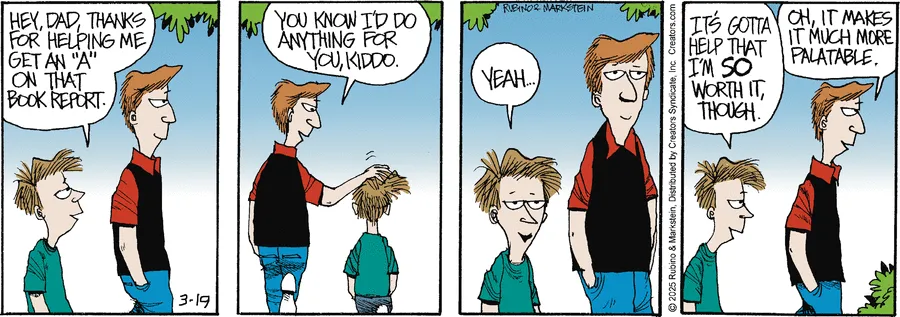 HEY, DAD, THANKS
FOR HELPING ME
GET AN "A"
ON THAT
BOOK REPORT.
3-19
YOU KNOW I'D DO
ANYTHING FOR
YOU, KIDDO.
RUBINO & MARKSTEIN
YEAH...
© 2025 Rubino & Markstein, Distributed by Creators Syndicate, Inc Creators.com
IT'S GOTTA
HELP THAT
I'M SO
WORTH IT,
THOUGH.
OH, IT MAKES
IT MUCH MORE
PALATABLE.